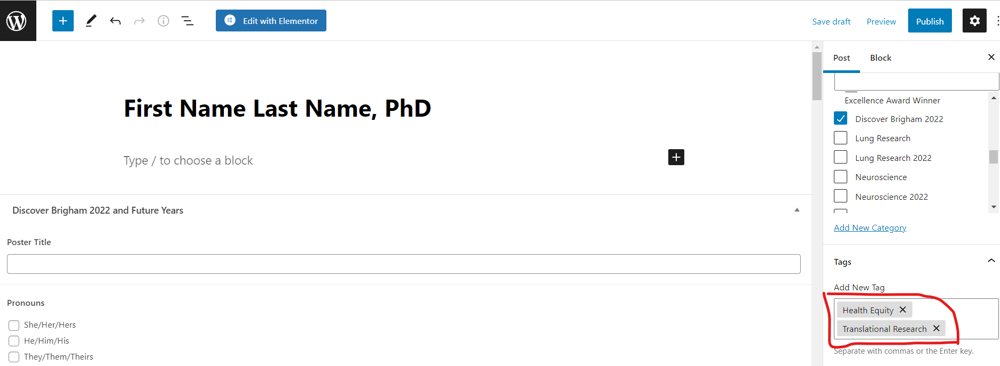 Edit with Elementor
Save draft
Preview
Publish
First Name Last Name, PhD
Type / to choose a block
Discover Brigham 2022 and Future Years
Poster Title
Pronouns
She/Her/Hers
He/Him/His
They/Them/Theirs
Post
Block
Excellence Award Winner
Discover Brigham 2022
Lung Research
Lung Research 2022
Neuroscience
Neuroscience 2022
Add New Category
Tags
Add New Tag
Health Equity
Translational Research
Separate with commas or the Enter key.